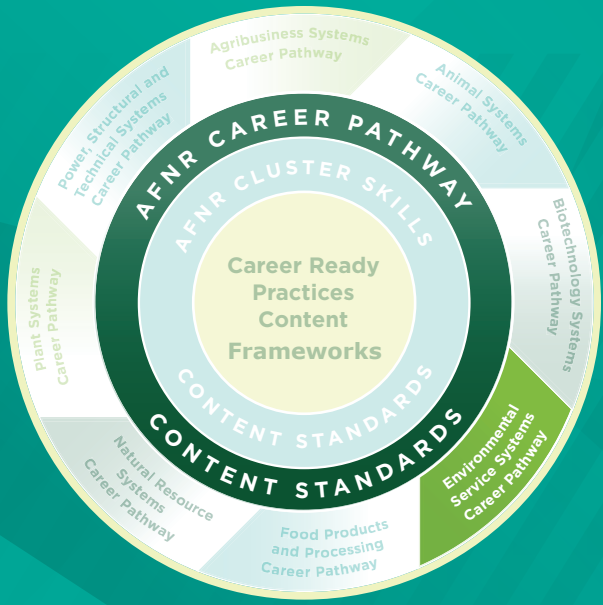 Agribusiness Systems
Career Pathway
Animal Systems
Career Pathway
Biotechnology Systems
Career Pathway
Environmental
Service Systems
Career Pathway
Food Products
and Processing
Career Pathway
Natural Resource
Systems
Career Pathway
Plant Systems
Career Pathway
Power, Structural and
Technical Systems
Career Pathway
AFNR CAREER PATHWAY
CONTENT STANDARDS
AFNR CLUSTER SKILLS
CONTENT STANDARDS
Career Ready
Practices
Content
Frameworks